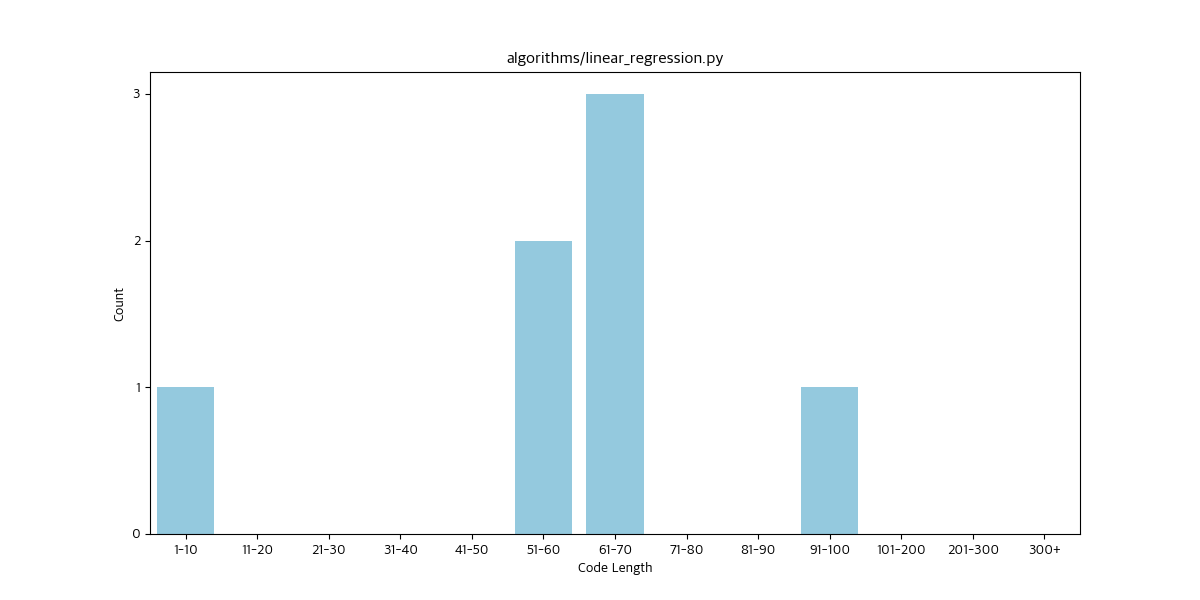 algorithms/linear_regression.py
3
2
1
0
Count
1-10 11-20 21-30 31-40 41-50 51-60 61-70 71-80 81-90 91-100 101-200 201-300 300+
Code Length